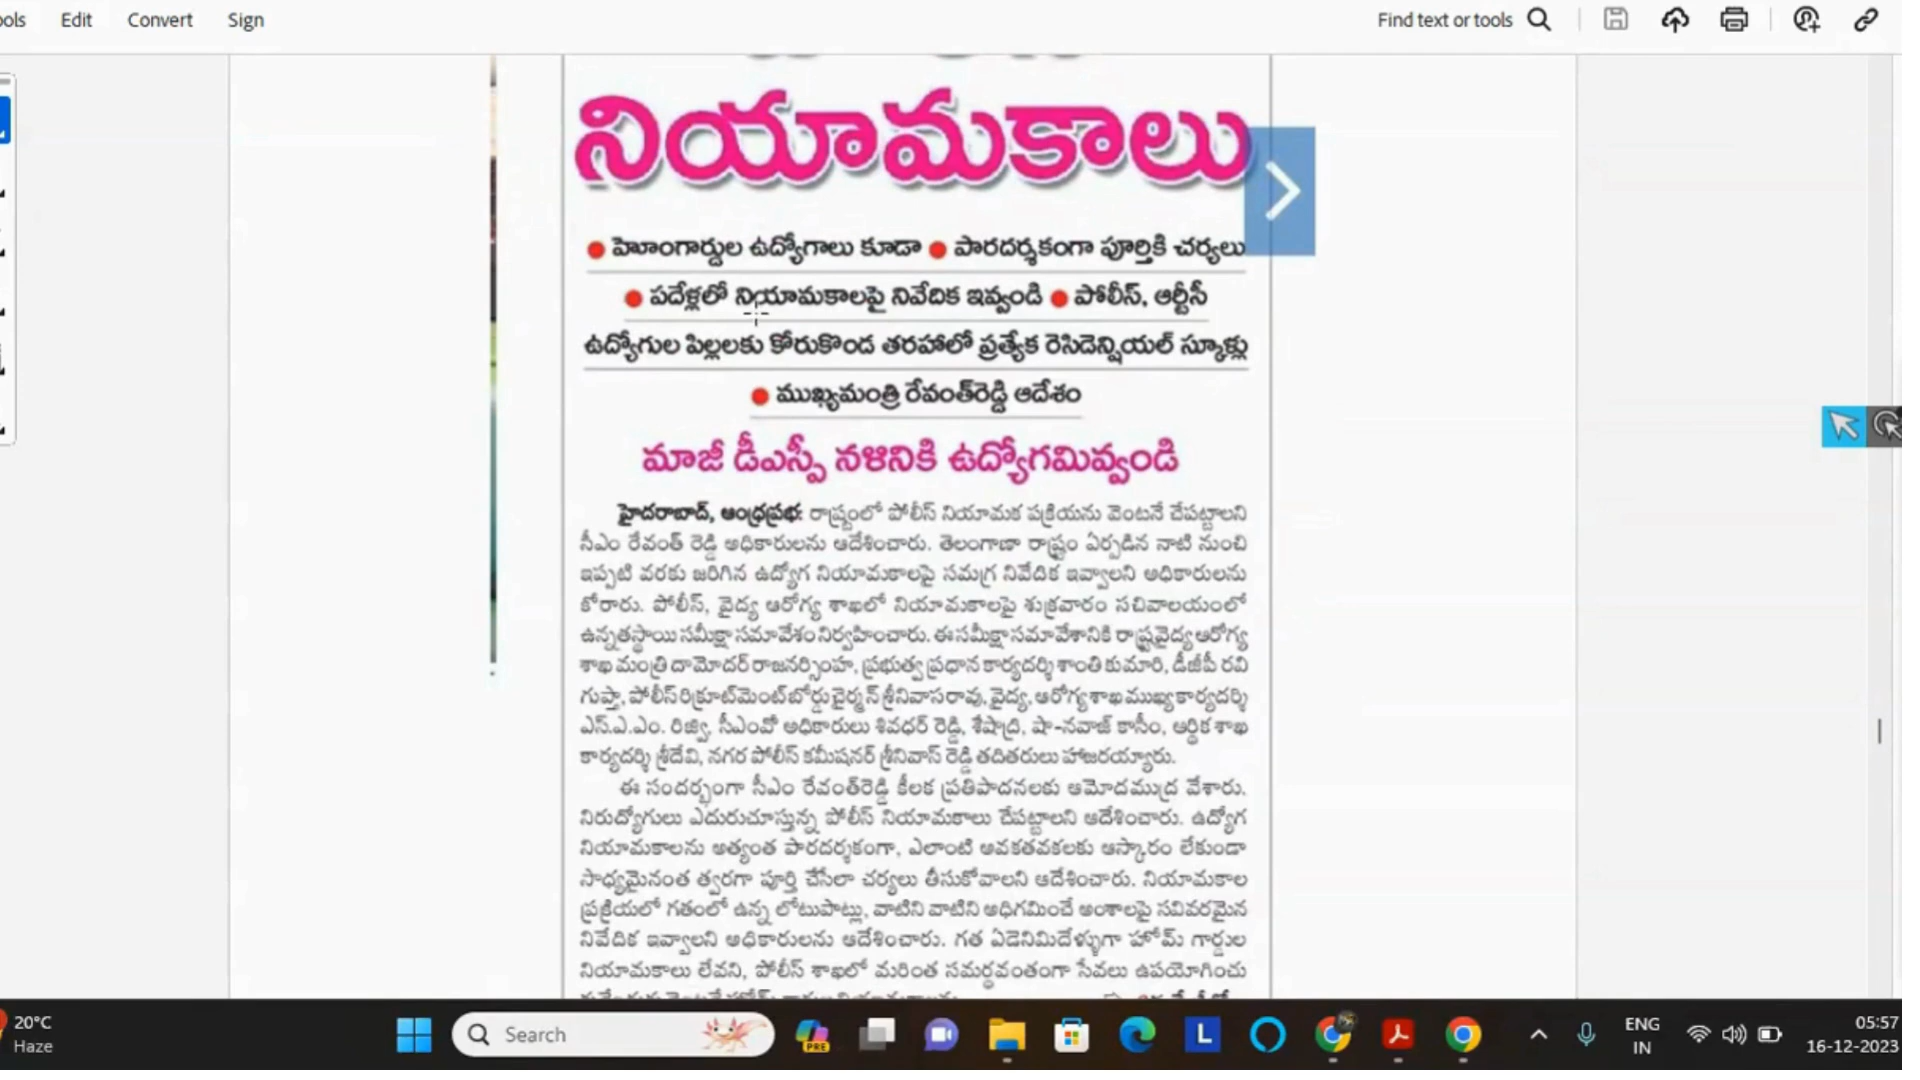 ools Edit Convert Sign Find text or tools
నియామకాలు
● హెూంగార్డుల ఉద్యోగాలు కూడా ● పారదర్శకంగా పూర్తికి చర్యలు
● పదేళ్లలో నియామకాలపై నివేదిక ఇవ్వండి ● పోలీస్, ఆర్టీసీ
ఉద్యోగుల పిల్లలకు కోరుకొండ తరహాలో ప్రత్యేక రెసిడెన్షియల్ స్కూళ్లు
● ముఖ్యమంత్రి రేవంత్‌రెడ్డి ఆదేశం
మాజీ డీఎస్పీ నళినికి ఉద్యోగమివ్వండి
హైదరాబాద్, ఆంధ్రప్రభ: రాష్ట్రంలో పోలీస్ నియామక ప్రక్రియను వెంటనే చేపట్టాలని
సీఎం రేవంత్ రెడ్డి అధికారులను ఆదేశించారు. తెలంగాణా రాష్ట్రం ఏర్పడిన నాటి నుంచి
ఇప్పటి వరకు జరిగిన ఉద్యోగ నియామకాలపై సమగ్ర నివేదిక ఇవ్వాలని అధికారులను
కోరారు. పోలీస్, వైద్య ఆరోగ్య శాఖలో నియామకాలపై శుక్రవారం సచివాలయంలో
ఉన్నతస్థాయి సమీక్షా సమావేశం నిర్వహించారు. ఈ సమీక్షా సమావేశానికి రాష్ట్ర వైద్య ఆరోగ్య
శాఖ మంత్రి దామోదర్ రాజనర్సింహ, ప్రభుత్వ ప్రధాన కార్యదర్శి శాంతి కుమారి, డీజీపీ రవి
గుప్తా, పోలీస్ రిక్రూట్‌మెంట్ బోర్డు చైర్మన్ శ్రీనివాసరావు, వైద్య, ఆరోగ్యశాఖ ముఖ్య కార్యదర్శి
ఎస్.ఎ.ఎం. రిజ్వి, సీఎంవో అధికారులు శివధర్ రెడ్డి, శేషాద్రి, షా-నవాజ్ కాసీం, ఆర్థిక శాఖ
కార్యదర్శి శ్రీదేవి, నగర పోలీస్ కమీషనర్ శ్రీనివాస్ రెడ్డి తదితరులు హాజరయ్యారు.
ఈ సందర్భంగా సీఎం రేవంత్‌రెడ్డి కీలక ప్రతిపాదనలకు ఆమోదముద్ర వేశారు.
నిరుద్యోగులు ఎదురుచూస్తున్న పోలీస్ నియామకాలు చేపట్టాలని ఆదేశించారు. ఉద్యోగ
నియామకాలను అత్యంత పారదర్శకంగా, ఎలాంటి అవకతవకలకు ఆస్కారం లేకుండా
సాధ్యమైనంత త్వరగా పూర్తి చేసేలా చర్యలు తీసుకోవాలని ఆదేశించారు. నియామకాల
ప్రక్రియలో గతంలో ఉన్న లోటుపాట్లు, వాటిని వాటిని అధిగమించే అంశాలపై సవివరమైన
నివేదిక ఇవ్వాలని అధికారులను ఆదేశించారు. గత ఏడెనిమిదేళ్ళుగా హోమ్ గార్డుల
నియామకాలు లేవని, పోలీస్ శాఖలో మరింత సమర్థవంతంగా సేవలు ఉపయోగించు
20°C
Haze
Search
PRE
L
ENG
IN
05:57
16-12-2023